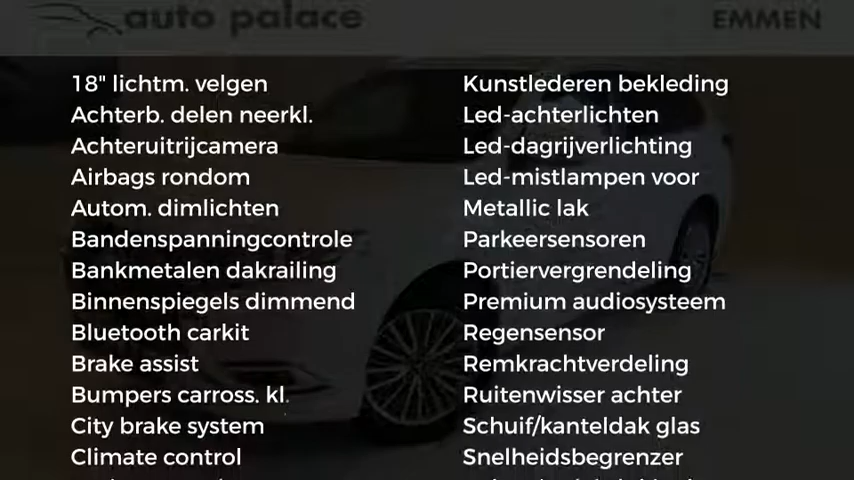 auto palace
EMMEN
18" lichtm. velgen
Achterb. delen neerkl.
Achteruitrijcamera
Airbags rondom
Autom. dimlichten
Bandenspanningcontrole
Bankmetalen dakrailing
Binnenspiegels dimmend
Bluetooth carkit
Brake assist
Bumpers carross. kl.
City brake system
Climate control
Kunstlederen bekleding
Led-achterlichten
Led-dagrijverlichting
Led-mistlampen voor
Metallic lak
Parkeersensoren
Portiervergrendeling
Premium audiosysteem
Regensensor
Remkrachtverdeling
Ruitenwisser achter
Schuif/kanteldak glas
Snelheidsbegrenzer